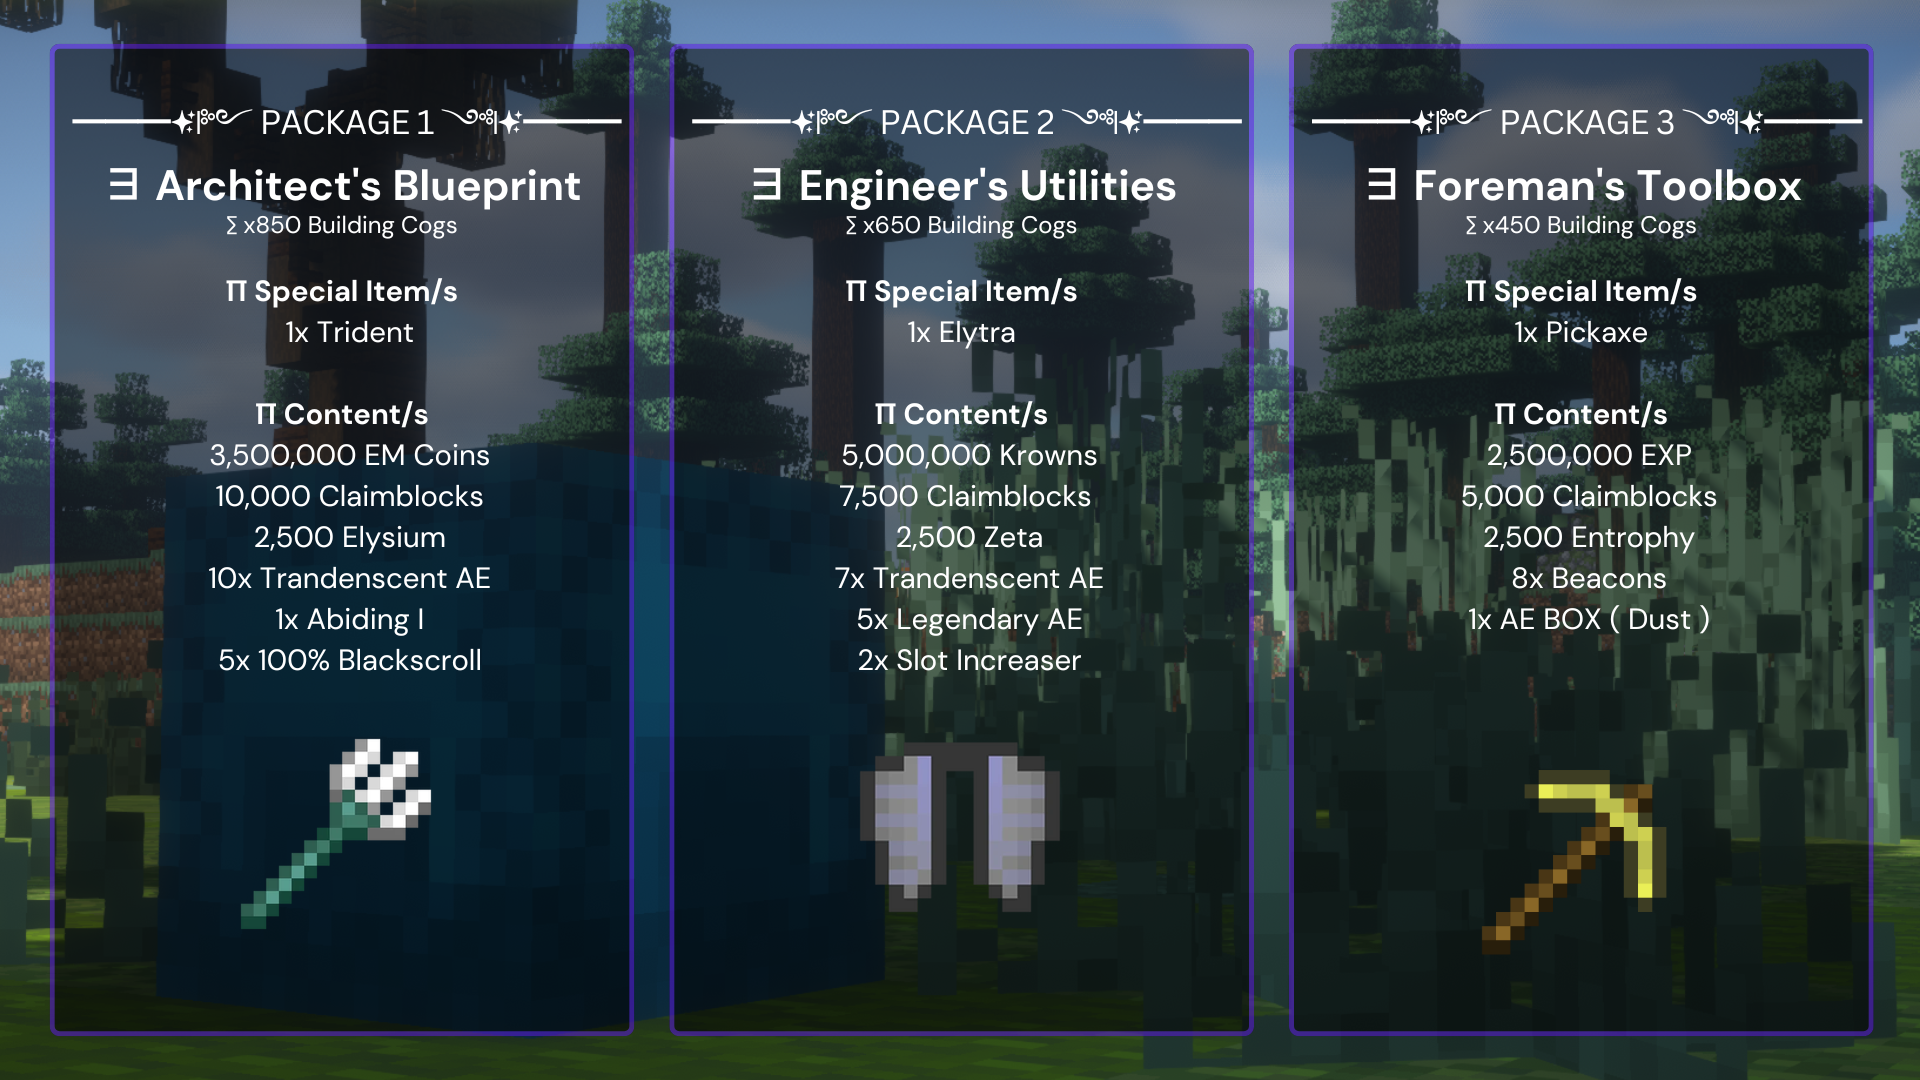 PACKAGE 1
∃ Architect's Blueprint
Σ x850 Building Cogs
Π Special Item/s
1x Trident
Π Content/s
3,500,000 EM Coins
10,000 Claimblocks
2,500 Elysium
10x Trandenscent AE
1x Abiding I
5x 100% Blackscroll
PACKAGE 2
∃ Engineer's Utilities
Σ x650 Building Cogs
Π Special Item/s
1x Elytra
Π Content/s
5,000,000 Krowns
7,500 Claimblocks
2,500 Zeta
7x Trandenscent AE
5x Legendary AE
2x Slot Increaser
PACKAGE 3
∃ Foreman's Toolbox
Σ x450 Building Cogs
Π Special Item/s
1x Pickaxe
Π Content/s
2,500,000 EXP
5,000 Claimblocks
2,500 Entrophy
8x Beacons
1x AE BOX ( Dust )